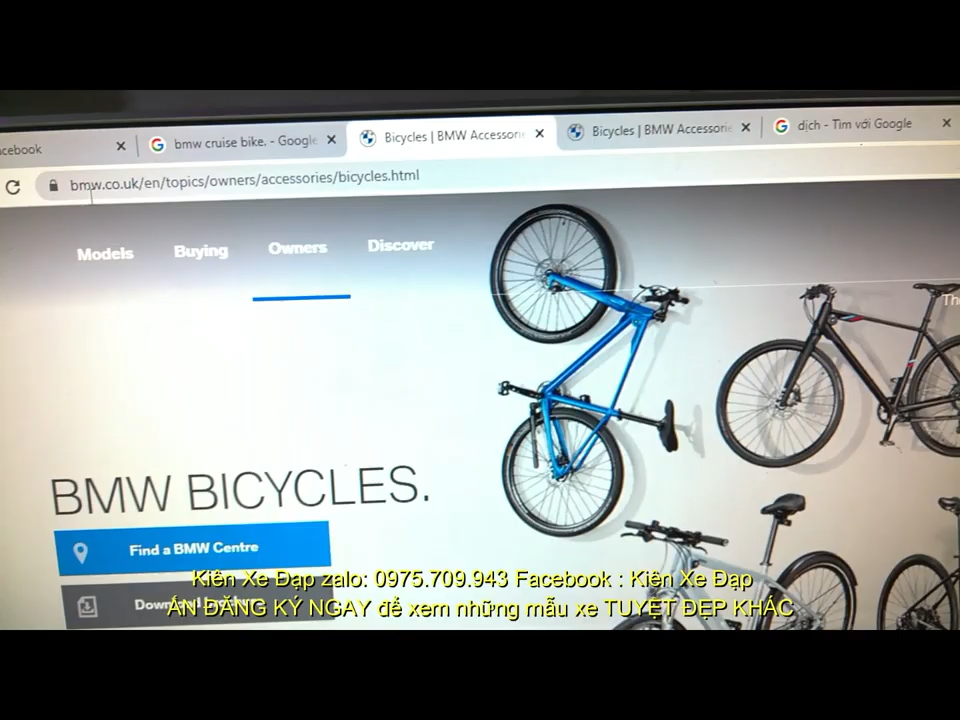 acebook
bmw cruise bike. - Google
Bicycles | BMW Accessorie
Bicycles | BMW Accessorie
dịch - Tìm với Google
bmw.co.uk/en/topics/owners/accessories/bicycles.html
Models Buying Owners Discover
Th
BMW BICYCLES.
Find a BMW Centre
Kiên Xe Đạp zalo: 0975.709.943 Facebook : Kiên Xe Đạp
ẤN ĐĂNG KÝ NGAY để xem những mẫu xe TUYỆT ĐẸP KHÁC